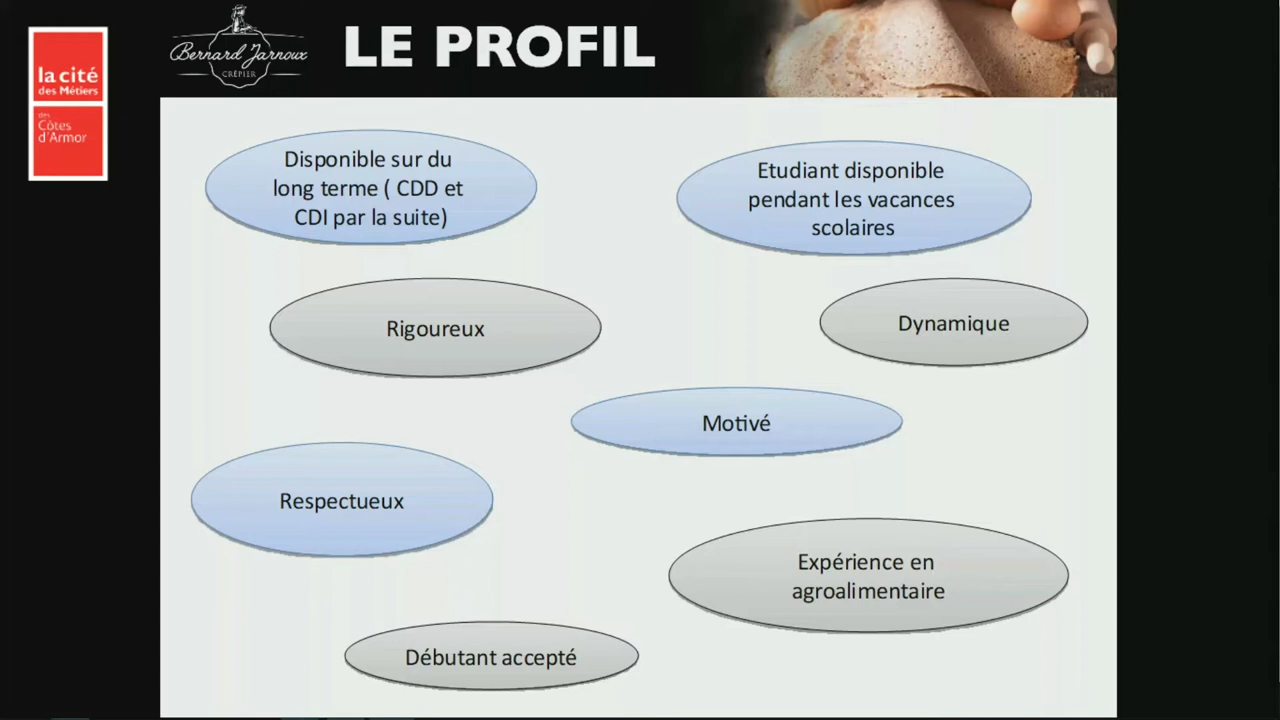 la cité
des Métiers
des
Côtes
d'Armor
Bernard Jarnoux
CRÊPIER
LE PROFIL
Disponible sur du
long terme ( CDD et
CDI par la suite)
Etudiant disponible
pendant les vacances
scolaires
Rigoureux
Dynamique
Motivé
Respectueux
Expérience en
agroalimentaire
Débutant accepté